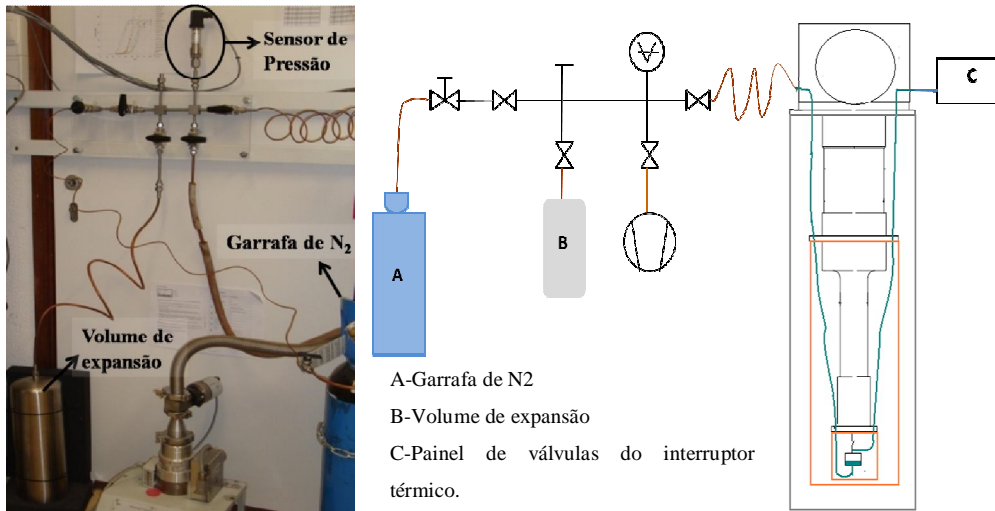 Sensor de
Pressão
Garrafa de N2
Volume de
expansão
A
B
C
A-Garrafa de N2
B-Volume de expansão
C-Painel de válvulas do interruptor
térmico.